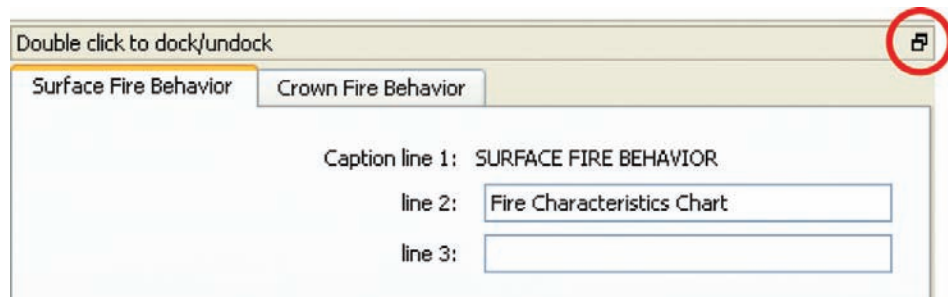 Double click to dock/undock
Surface Fire Behavior Crown Fire Behavior
Caption line 1: SURFACE FIRE BEHAVIOR
line 2: Fire Characteristics Chart
line 3: